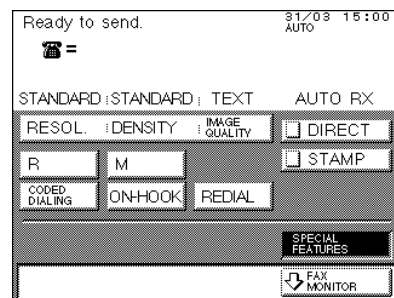 Ready to send. 31/03 15:00
AUTO
=
STANDARD STANDARD TEXT AUTO RX
RESOL. DENSITY IMAGE QUALITY DIRECT
R M STAMP
CODED DIALING ON-HOOK REDIAL
SPECIAL FEATURES
FAX MONITOR